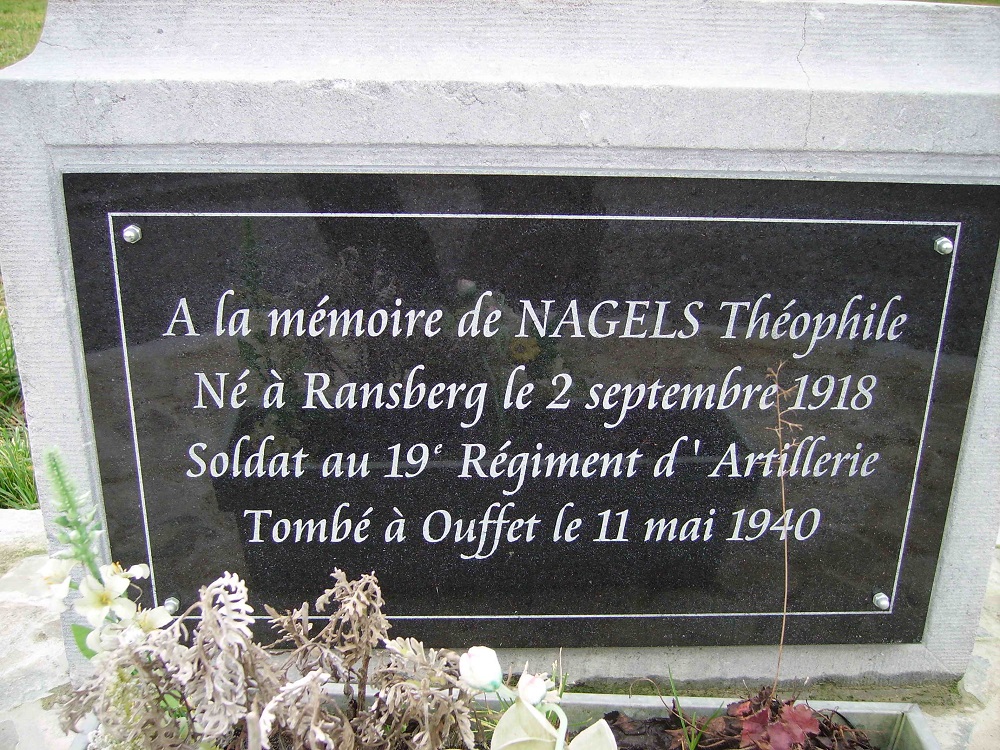 A la mémoire de NAGELS Théophile
Né à Ransberg le 2 septembre 1918
Soldat au 19e Régiment d ' Artillerie
Tombé à Ouffet le 11 mai 1940